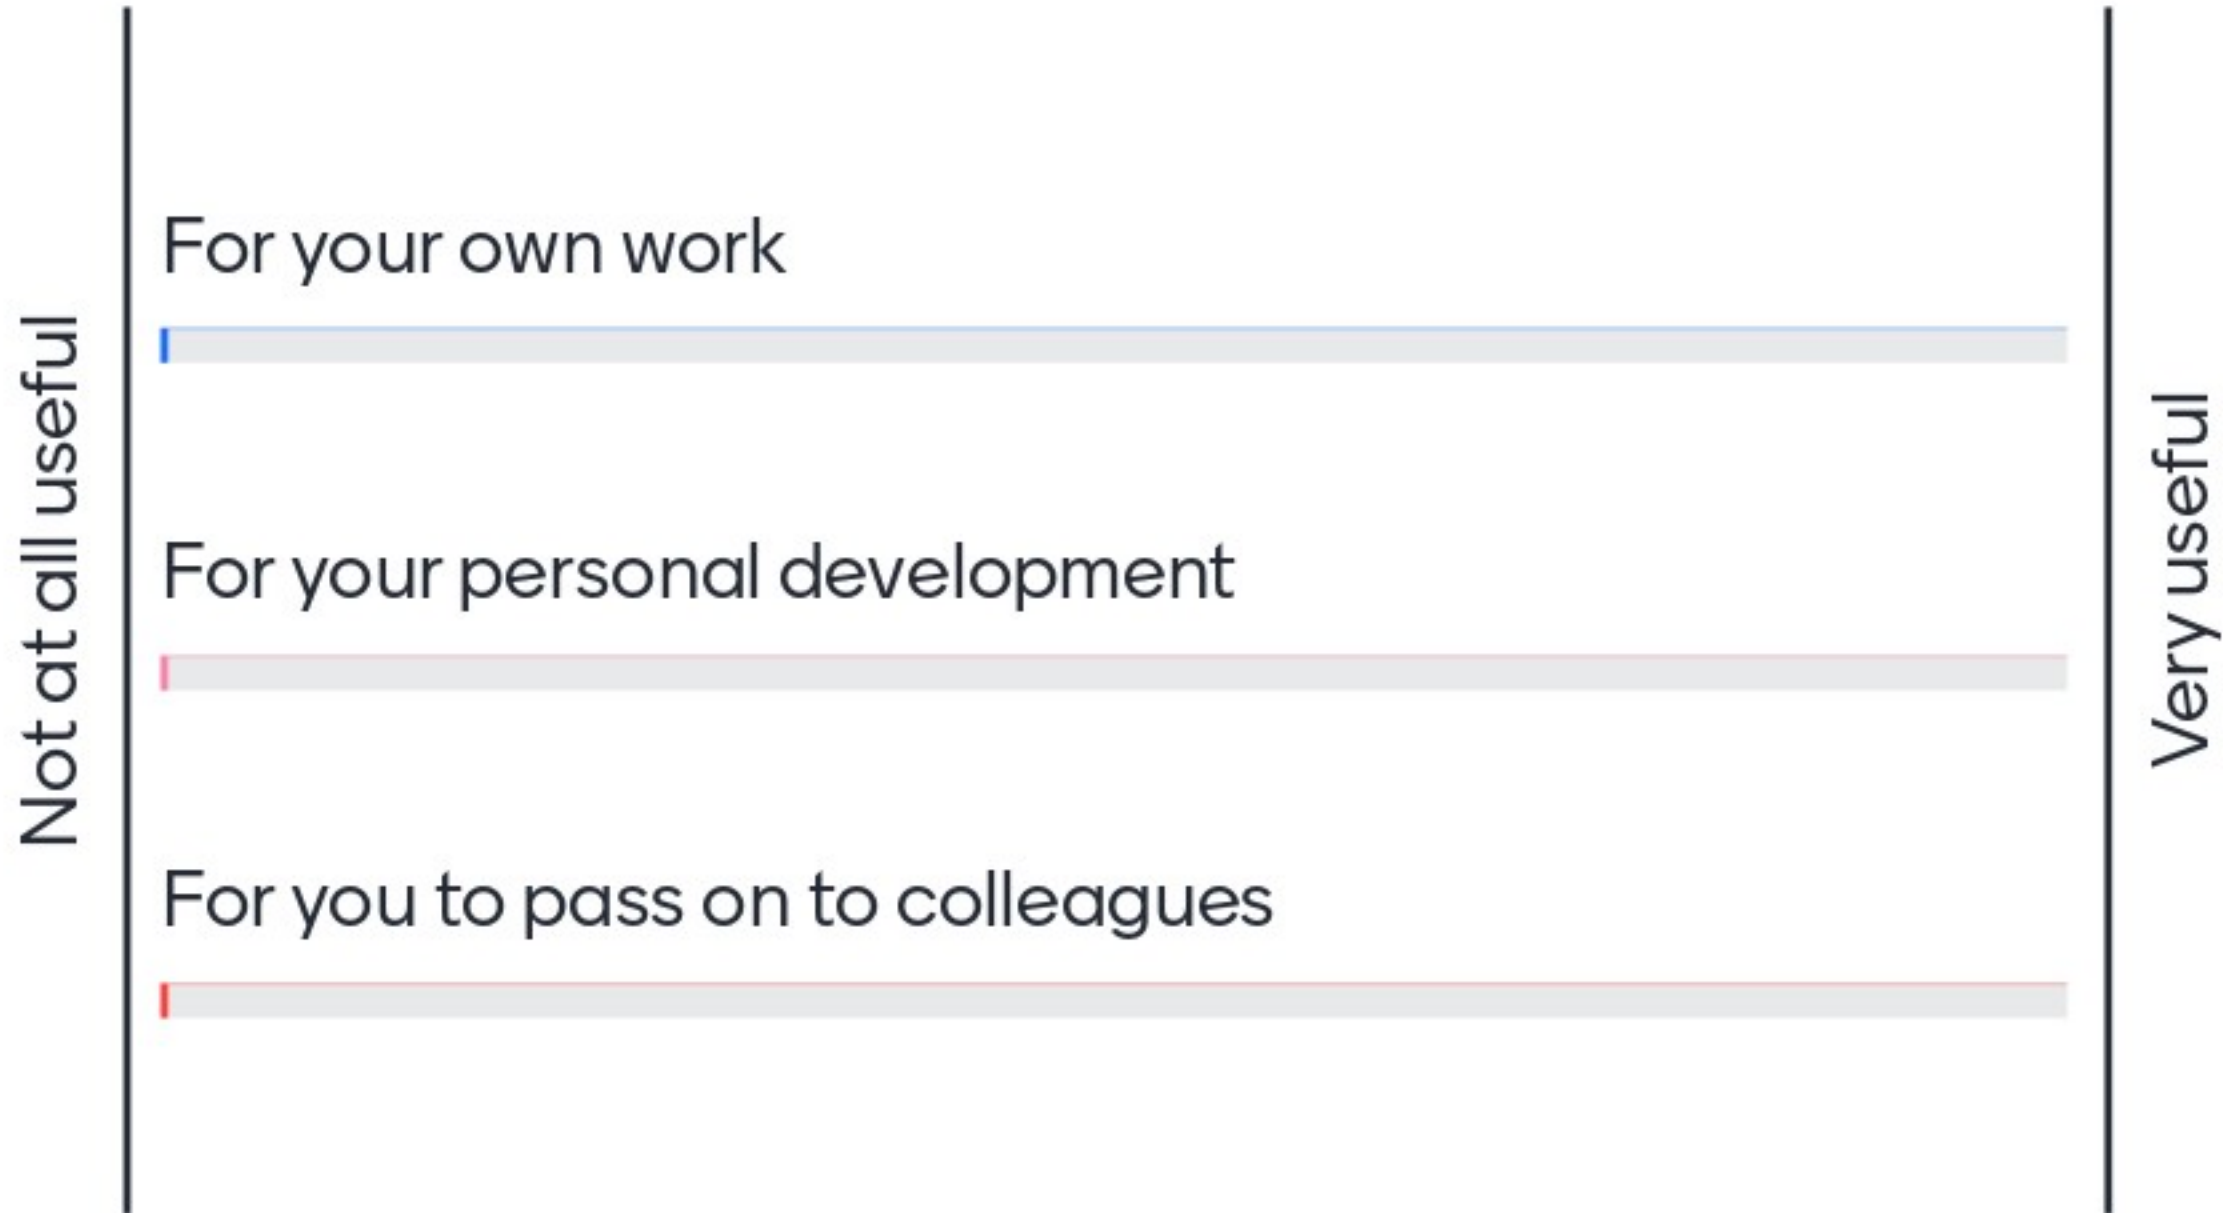 Not at all useful
For your own work
For your personal development
For you to pass on to colleagues
Very useful